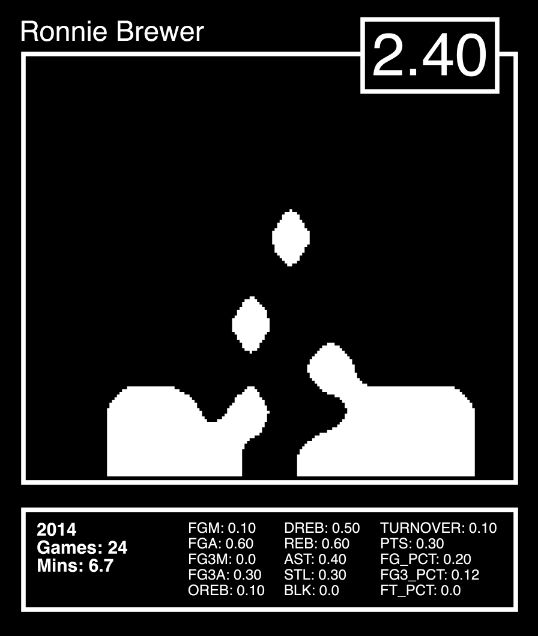 Ronnie Brewer
2.40
2014
Games: 24
Mins: 6.7
FGM: 0.10
FGA: 0.60
FG3M: 0.0
FG3A: 0.30
OREB: 0.10
DREB: 0.50
REB: 0.60
AST: 0.40
STL: 0.30
BLK: 0.0
TURNOVER: 0.10
PTS: 0.30
FG_PCT: 0.20
FG3_PCT: 0.12
FT_PCT: 0.0